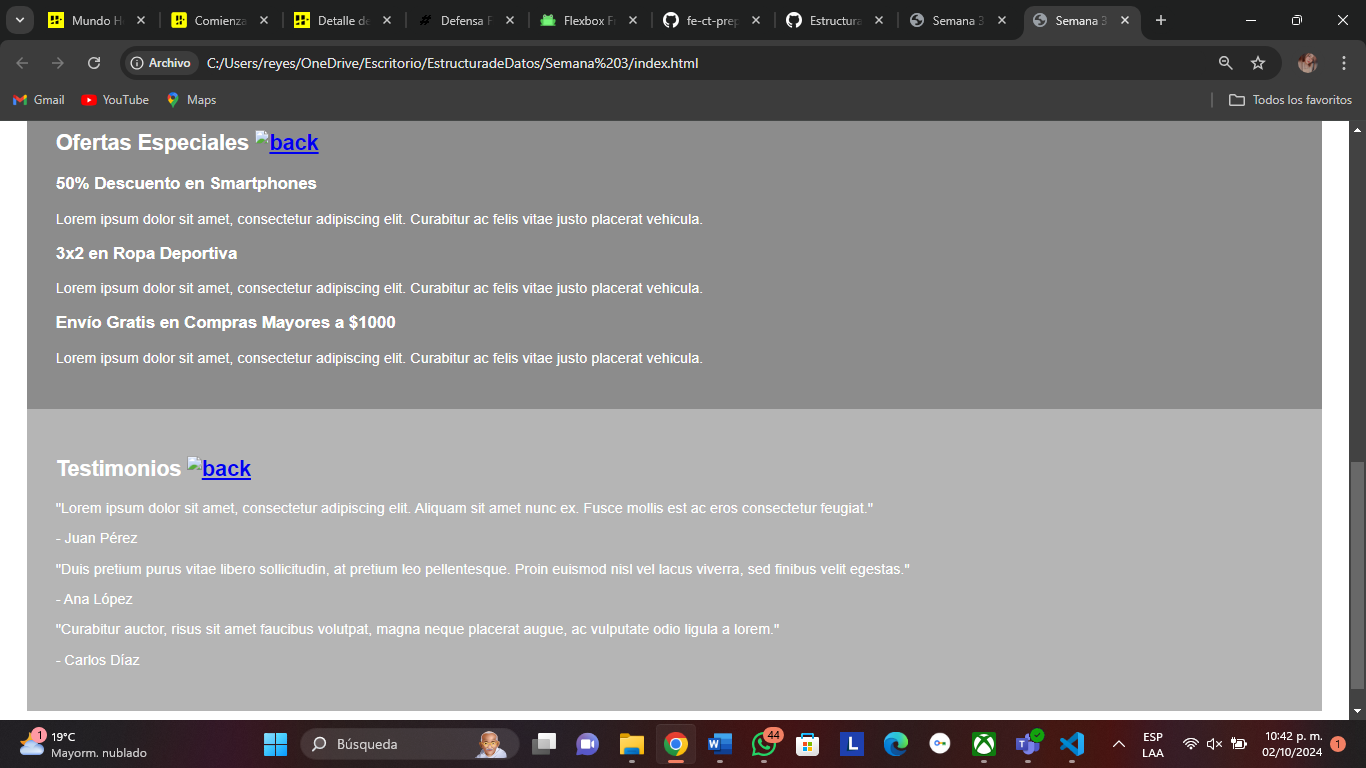 Mundo H
Comienza
Detalle de
Defensa F
Flexbox Fr
fe-ct-prep
Estructura
Semana 3
Semana 3
Archivo
C:/Users/reyes/OneDrive/Escritorio/EstructuradeDatos/Semana%203/index.html
Gmail
YouTube
Maps
Todos los favoritos
Ofertas Especiales back
50% Descuento en Smartphones
Lorem ipsum dolor sit amet, consectetur adipiscing elit. Curabitur ac felis vitae justo placerat vehicula.
3x2 en Ropa Deportiva
Lorem ipsum dolor sit amet, consectetur adipiscing elit. Curabitur ac felis vitae justo placerat vehicula.
Envío Gratis en Compras Mayores a $1000
Lorem ipsum dolor sit amet, consectetur adipiscing elit. Curabitur ac felis vitae justo placerat vehicula.
Testimonios back
"Lorem ipsum dolor sit amet, consectetur adipiscing elit. Aliquam sit amet nunc ex. Fusce mollis est ac eros consectetur feugiat."
- Juan Pérez
"Duis pretium purus vitae libero sollicitudin, at pretium leo pellentesque. Proin euismod nisl vel lacus viverra, sed finibus velit egestas."
- Ana López
"Curabitur auctor, risus sit amet faucibus volutpat, magna neque placerat augue, ac vulputate odio ligula a lorem."
- Carlos Díaz
1
19°C
Mayorm. nublado
Búsqueda
44
L
ESP
LAA
10:42 p. m.
02/10/2024
1